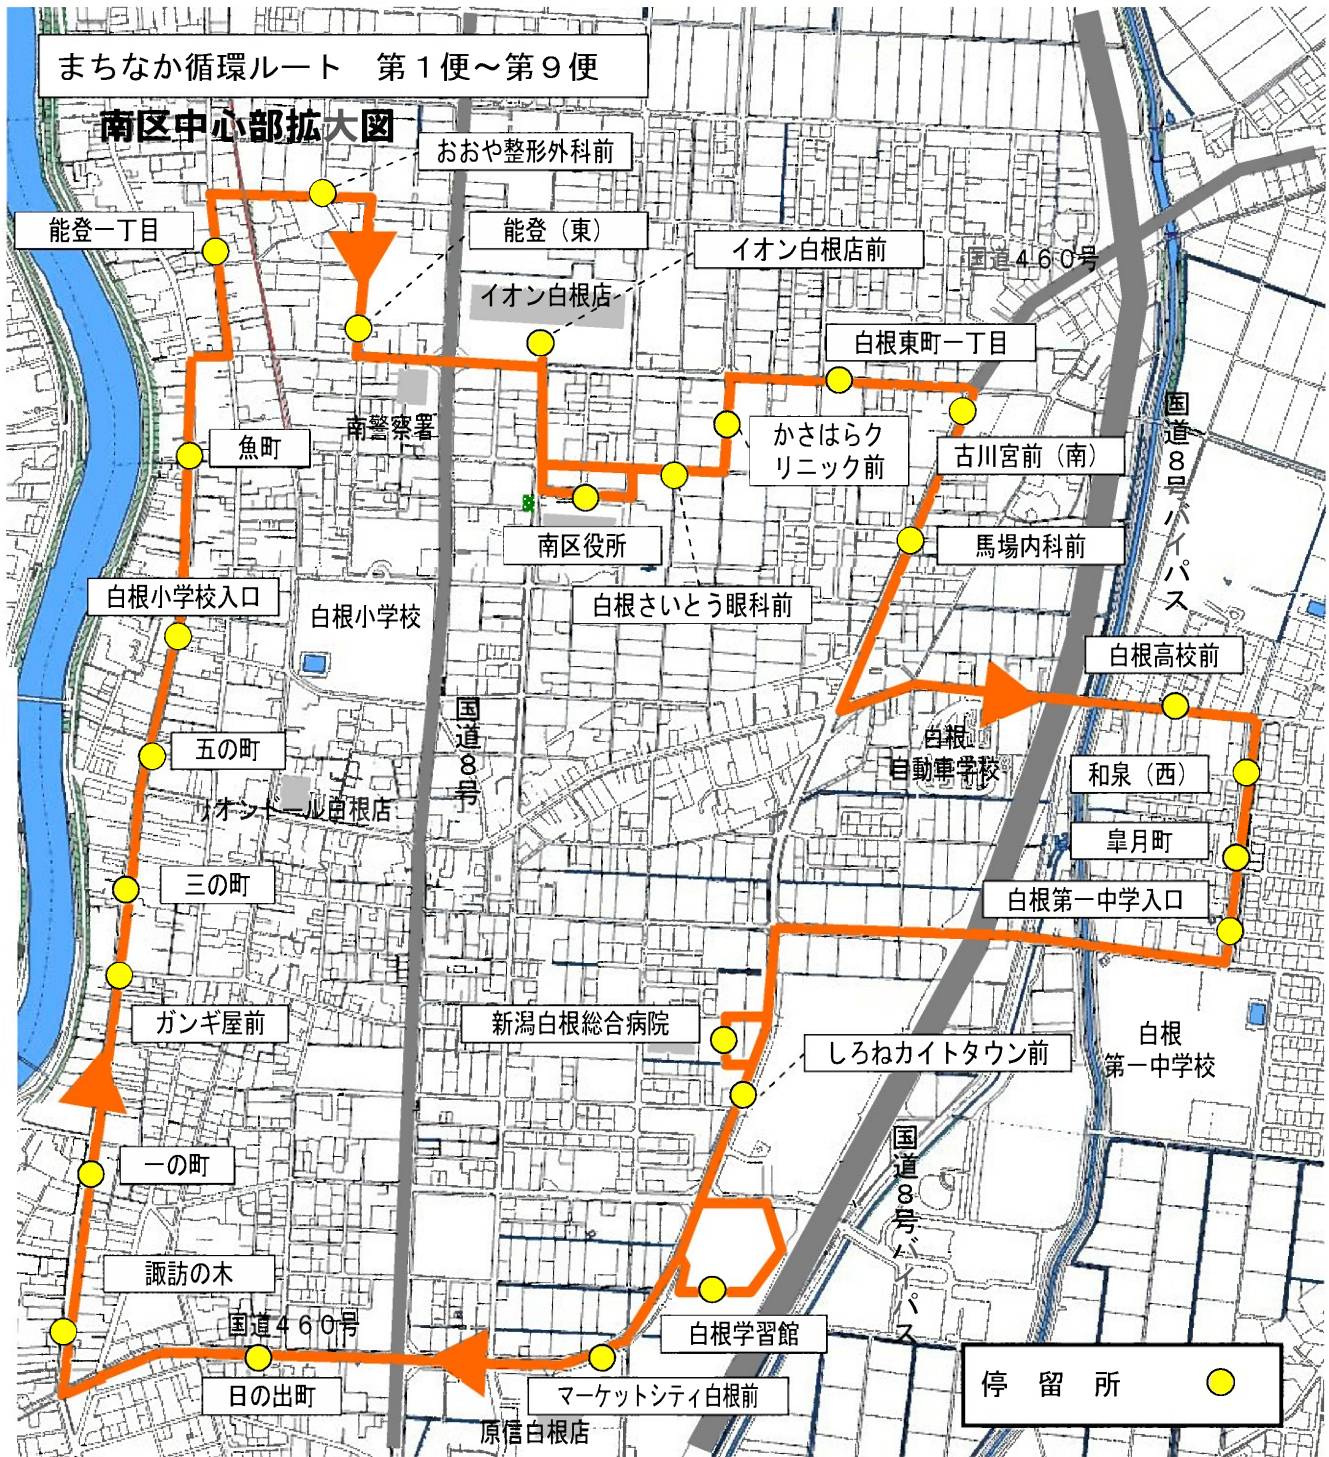 まちなか循環ルート　第１便～第９便
南区中心部拡大図
おおや整形外科前
能登一丁目
能登（東）
イオン白根店前
国道４６０号
イオン白根店
白根東町一丁目
南警察署
魚町
かさはらク
リニック前
古川宮前（南）
国道８号バイパス
南区役所
馬場内科前
白根小学校入口
白根小学校
白根さいとう眼科前
白根高校前
国道８号
五の町
白根
自動車学校
和泉（西）
リオンドール白根店
皐月町
三の町
白根第一中学入口
ガンギ屋前
新潟白根総合病院
しろねカイトタウン前
白根
第一中学校
一の町
国道８号バイパス
諏訪の木
国道４６０号
白根学習館
日の出町
マーケットシティ白根前
原信白根店
停　留　所